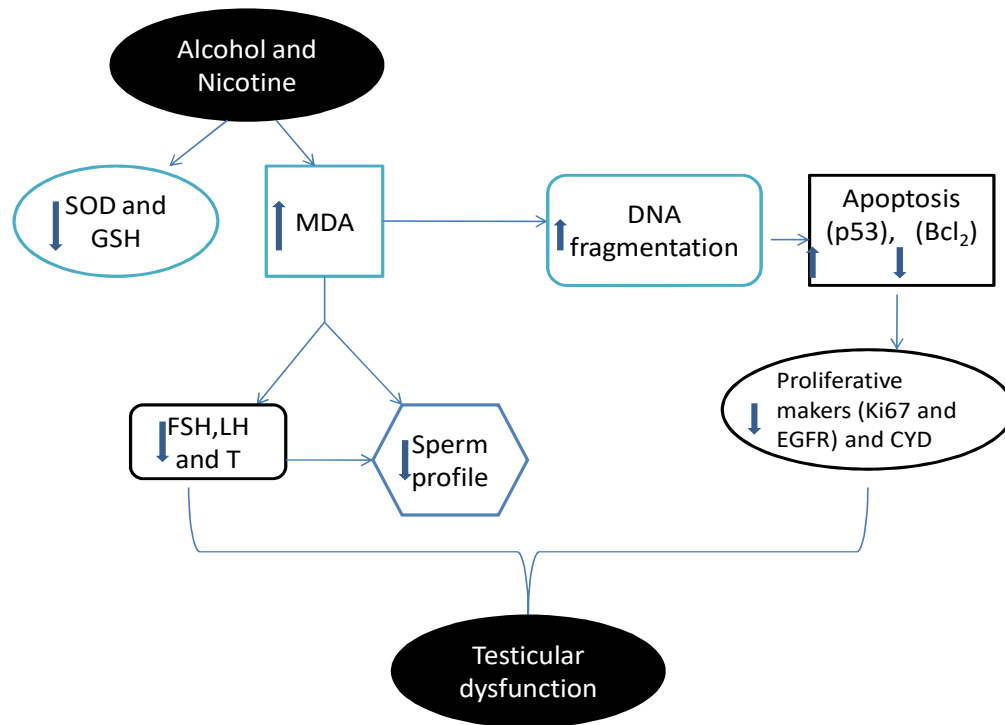 Alcohol and
Nicotine
SOD and
GSH
MDA
DNA
fragmentation
Apoptosis
(p53), (Bcl₂)
FSH,LH
and T
Sperm
profile
Proliferative
makers (Ki67 and
EGFR) and CYD
Testicular
dysfunction